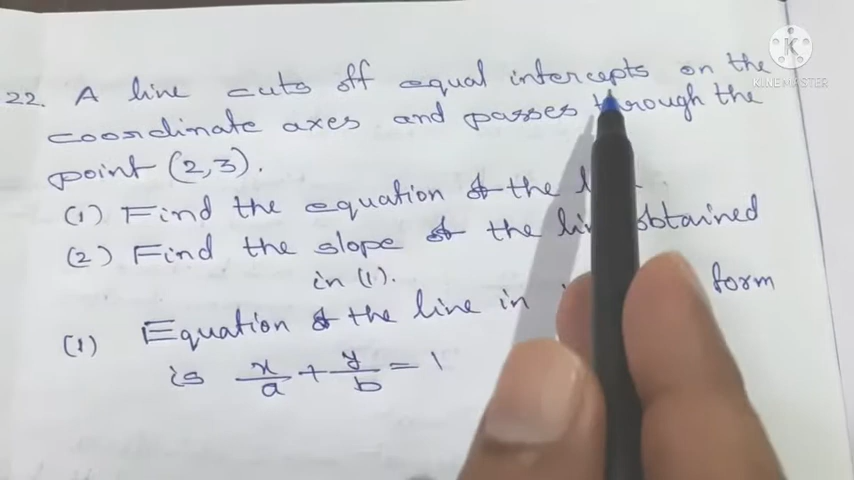 22. A line cuts off equal intercepts on the
coordinate axes and passes through the
point (2,3).
(1) Find the equation of the
(2) Find the slope of the line obtained
in (1).
(1) Equation of the line in form
is x/a + y/b = 1
K
KINEMASTER